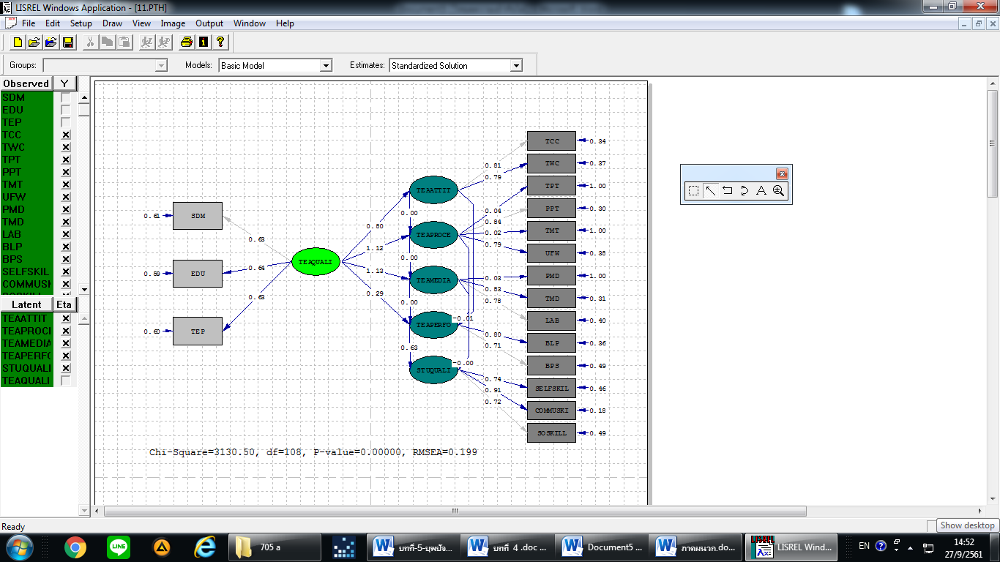 LISREL Windows Application - [11.PTH]
File Edit Setup Draw View Image Output Window Help
Groups: Models: Basic Model Estimates: Standardized Solution
Observed Y
SDM
EDU
TEP
TCC
TWC
TPT
PPT
TMT
UFW
PMD
TMD
LAB
BLP
BPS
SELFSKIL
COMMUSK
Latent Eta
TEAATTIT
TEAPROCE
TEAMEDIA
TEAPERFO
STUQUALI
TEAQUALI
0.61 SDM
0.59 EDU
0.60 TEP
0.63
0.64
0.63
TEAQUALI
0.80
1.12
1.13
0.29
TEAATTIT
0.00
TEAPROCE
0.00
TEAMEDIA
0.00
TEAPERFO
-0.01
0.63
-0.00
STUQUALI
0.81
0.79
0.04
0.84
0.02
0.79
0.03
0.83
0.78
0.80
0.71
0.74
0.91
0.72
TCC 0.34
TWC 0.37
TPT 1.00
PPT 0.30
TMT 1.00
UFW 0.38
PMD 1.00
TMD 0.31
LAB 0.40
BLP 0.36
BPS 0.49
SELFSKIL 0.46
COMMUSKI 0.18
SOSKILL 0.49
Chi-Square=3130.50, df=108, P-value=0.00000, RMSEA=0.199
Ready
Show desktop
705 a
บทที่-5-บุพปัจ...
บทที่ 4 .doc ...
Document5 ...
ภาคผนวก.do...
LISREL Wind...
EN
14:52
27/9/2561